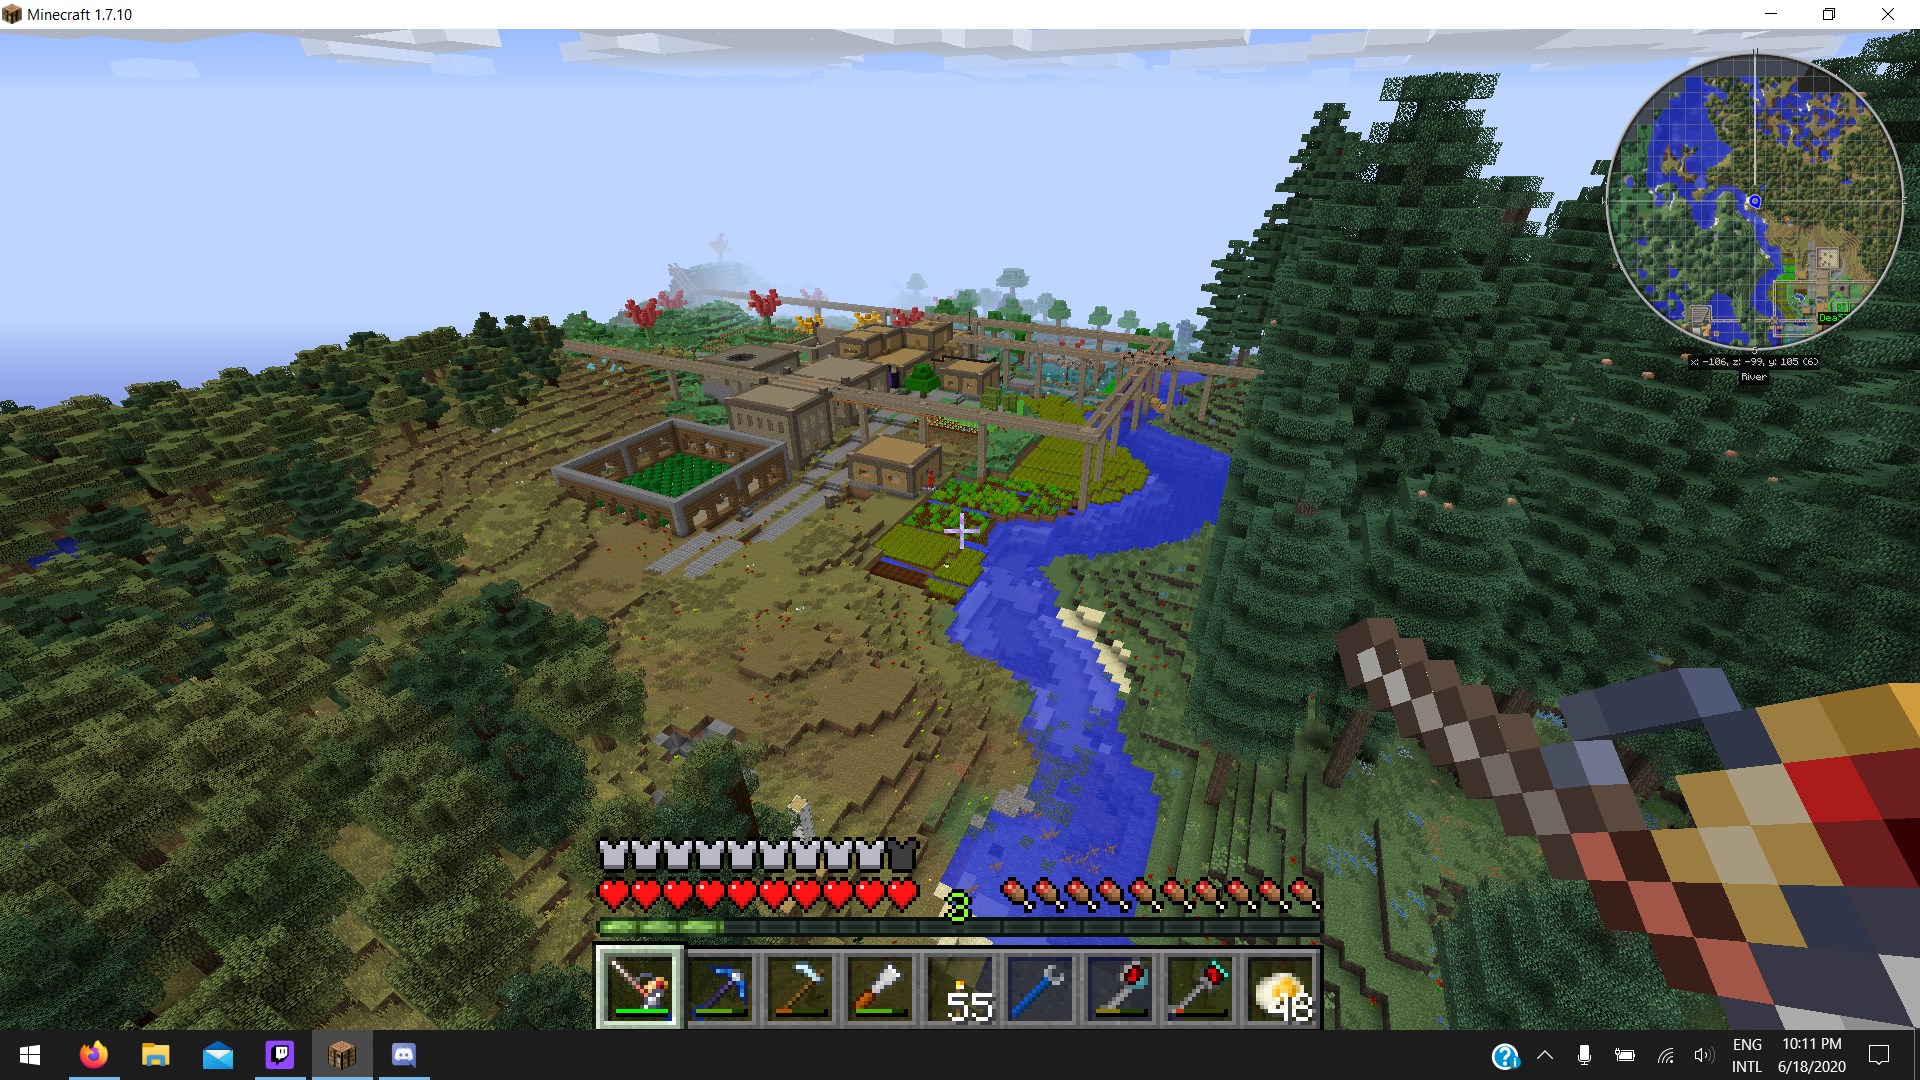 Minecraft 1.7.10
x: -106, z: -99, y: 105 (6)
River
3
55
48
ENG
INTL
10:11 PM
6/18/2020